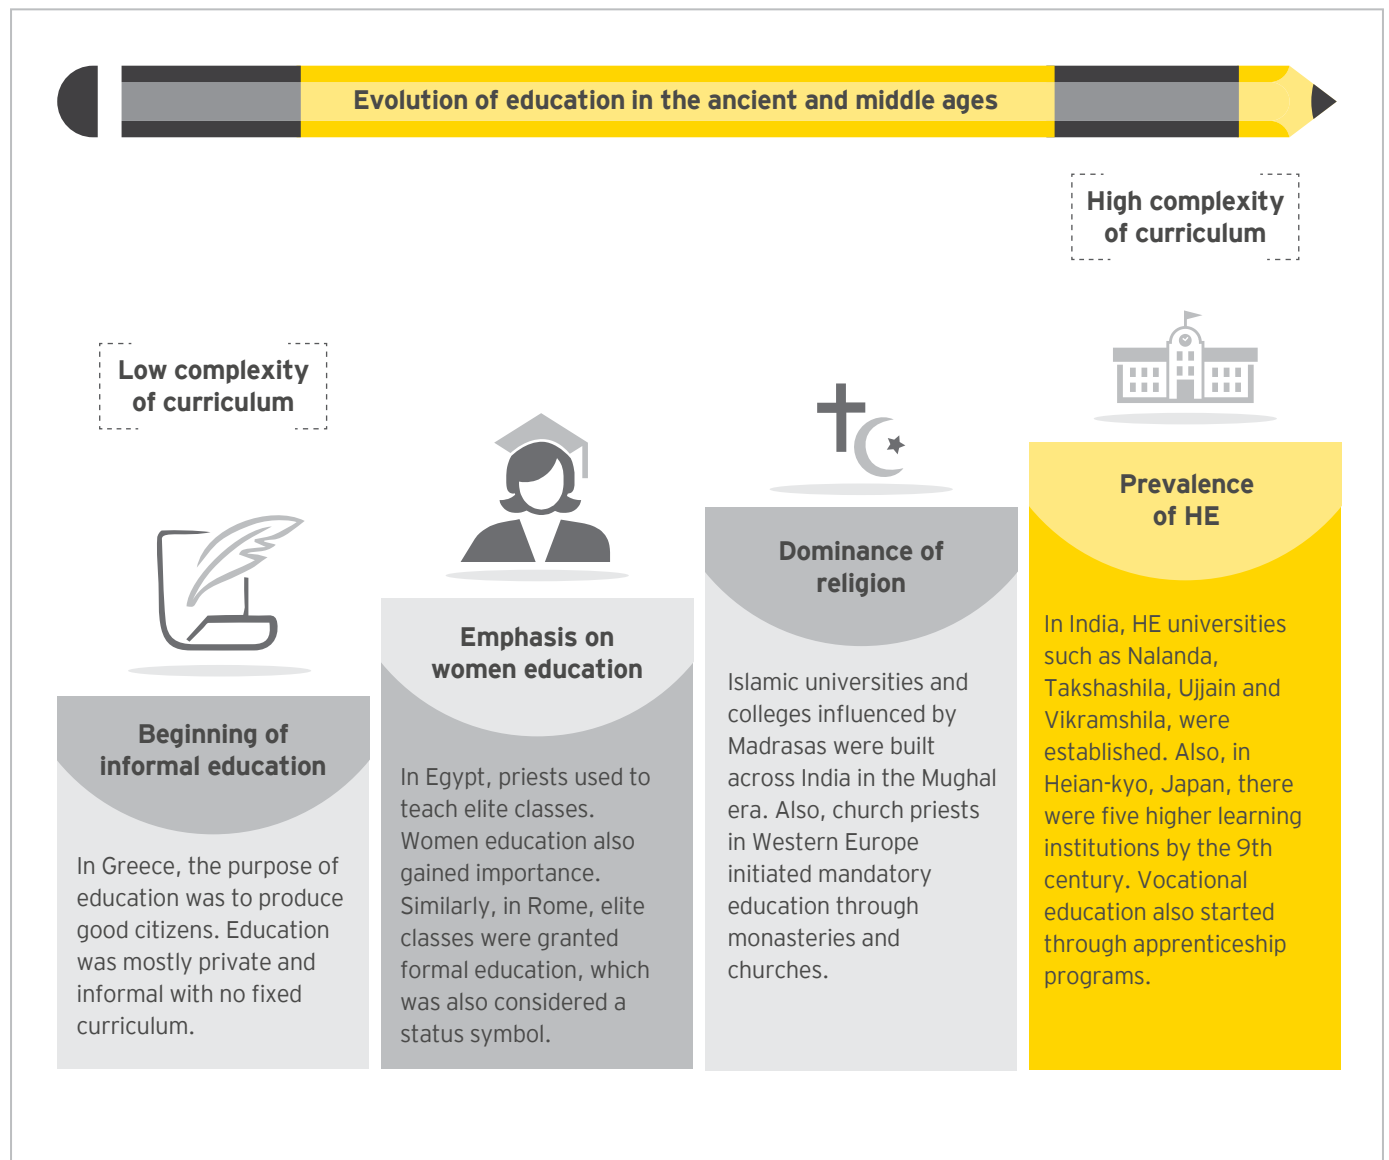 Evolution of education in the ancient and middle ages
High complexity
of curriculum
Low complexity
of curriculum
Beginning of
informal education
In Greece, the purpose of
education was to produce
good citizens. Education
was mostly private and
informal with no fixed
curriculum.
Emphasis on
women education
In Egypt, priests used to
teach elite classes.
Women education also
gained importance.
Similarly, in Rome, elite
classes were granted
formal education, which
was also considered a
status symbol.
Dominance of
religion
Islamic universities and
colleges influenced by
Madrasas were built
across India in the Mughal
era. Also, church priests
in Western Europe
initiated mandatory
education through
monasteries and
churches.
Prevalence
of HE
In India, HE universities
such as Nalanda,
Takshashila, Ujjain and
Vikramshila, were
established. Also, in
Heian-kyo, Japan, there
were five higher learning
institutions by the 9th
century. Vocational
education also started
through apprenticeship
programs.